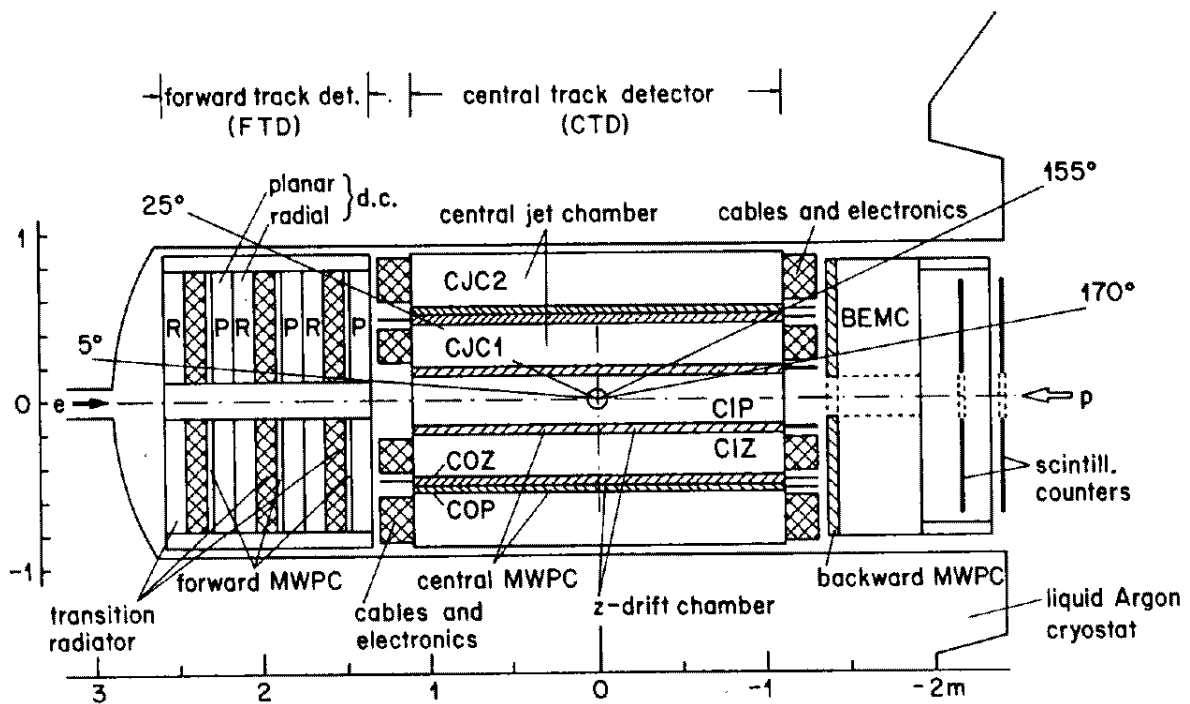 forward track det.
(FTD)
central track detector
(CTD)
planar
radial
d.c.
25°
central jet chamber
cables and electronics
155°
1
CJC2
BEMC
170°
R P R P R P
5°
CJC1
0
e
CIP
p
CIZ
COZ
COP
scintill.
counters
-1
forward MWPC
central MWPC
backward MWPC
transition
radiator
cables and
electronics
z-drift chamber
liquid Argon
cryostat
3 2 1 0 -1 -2m